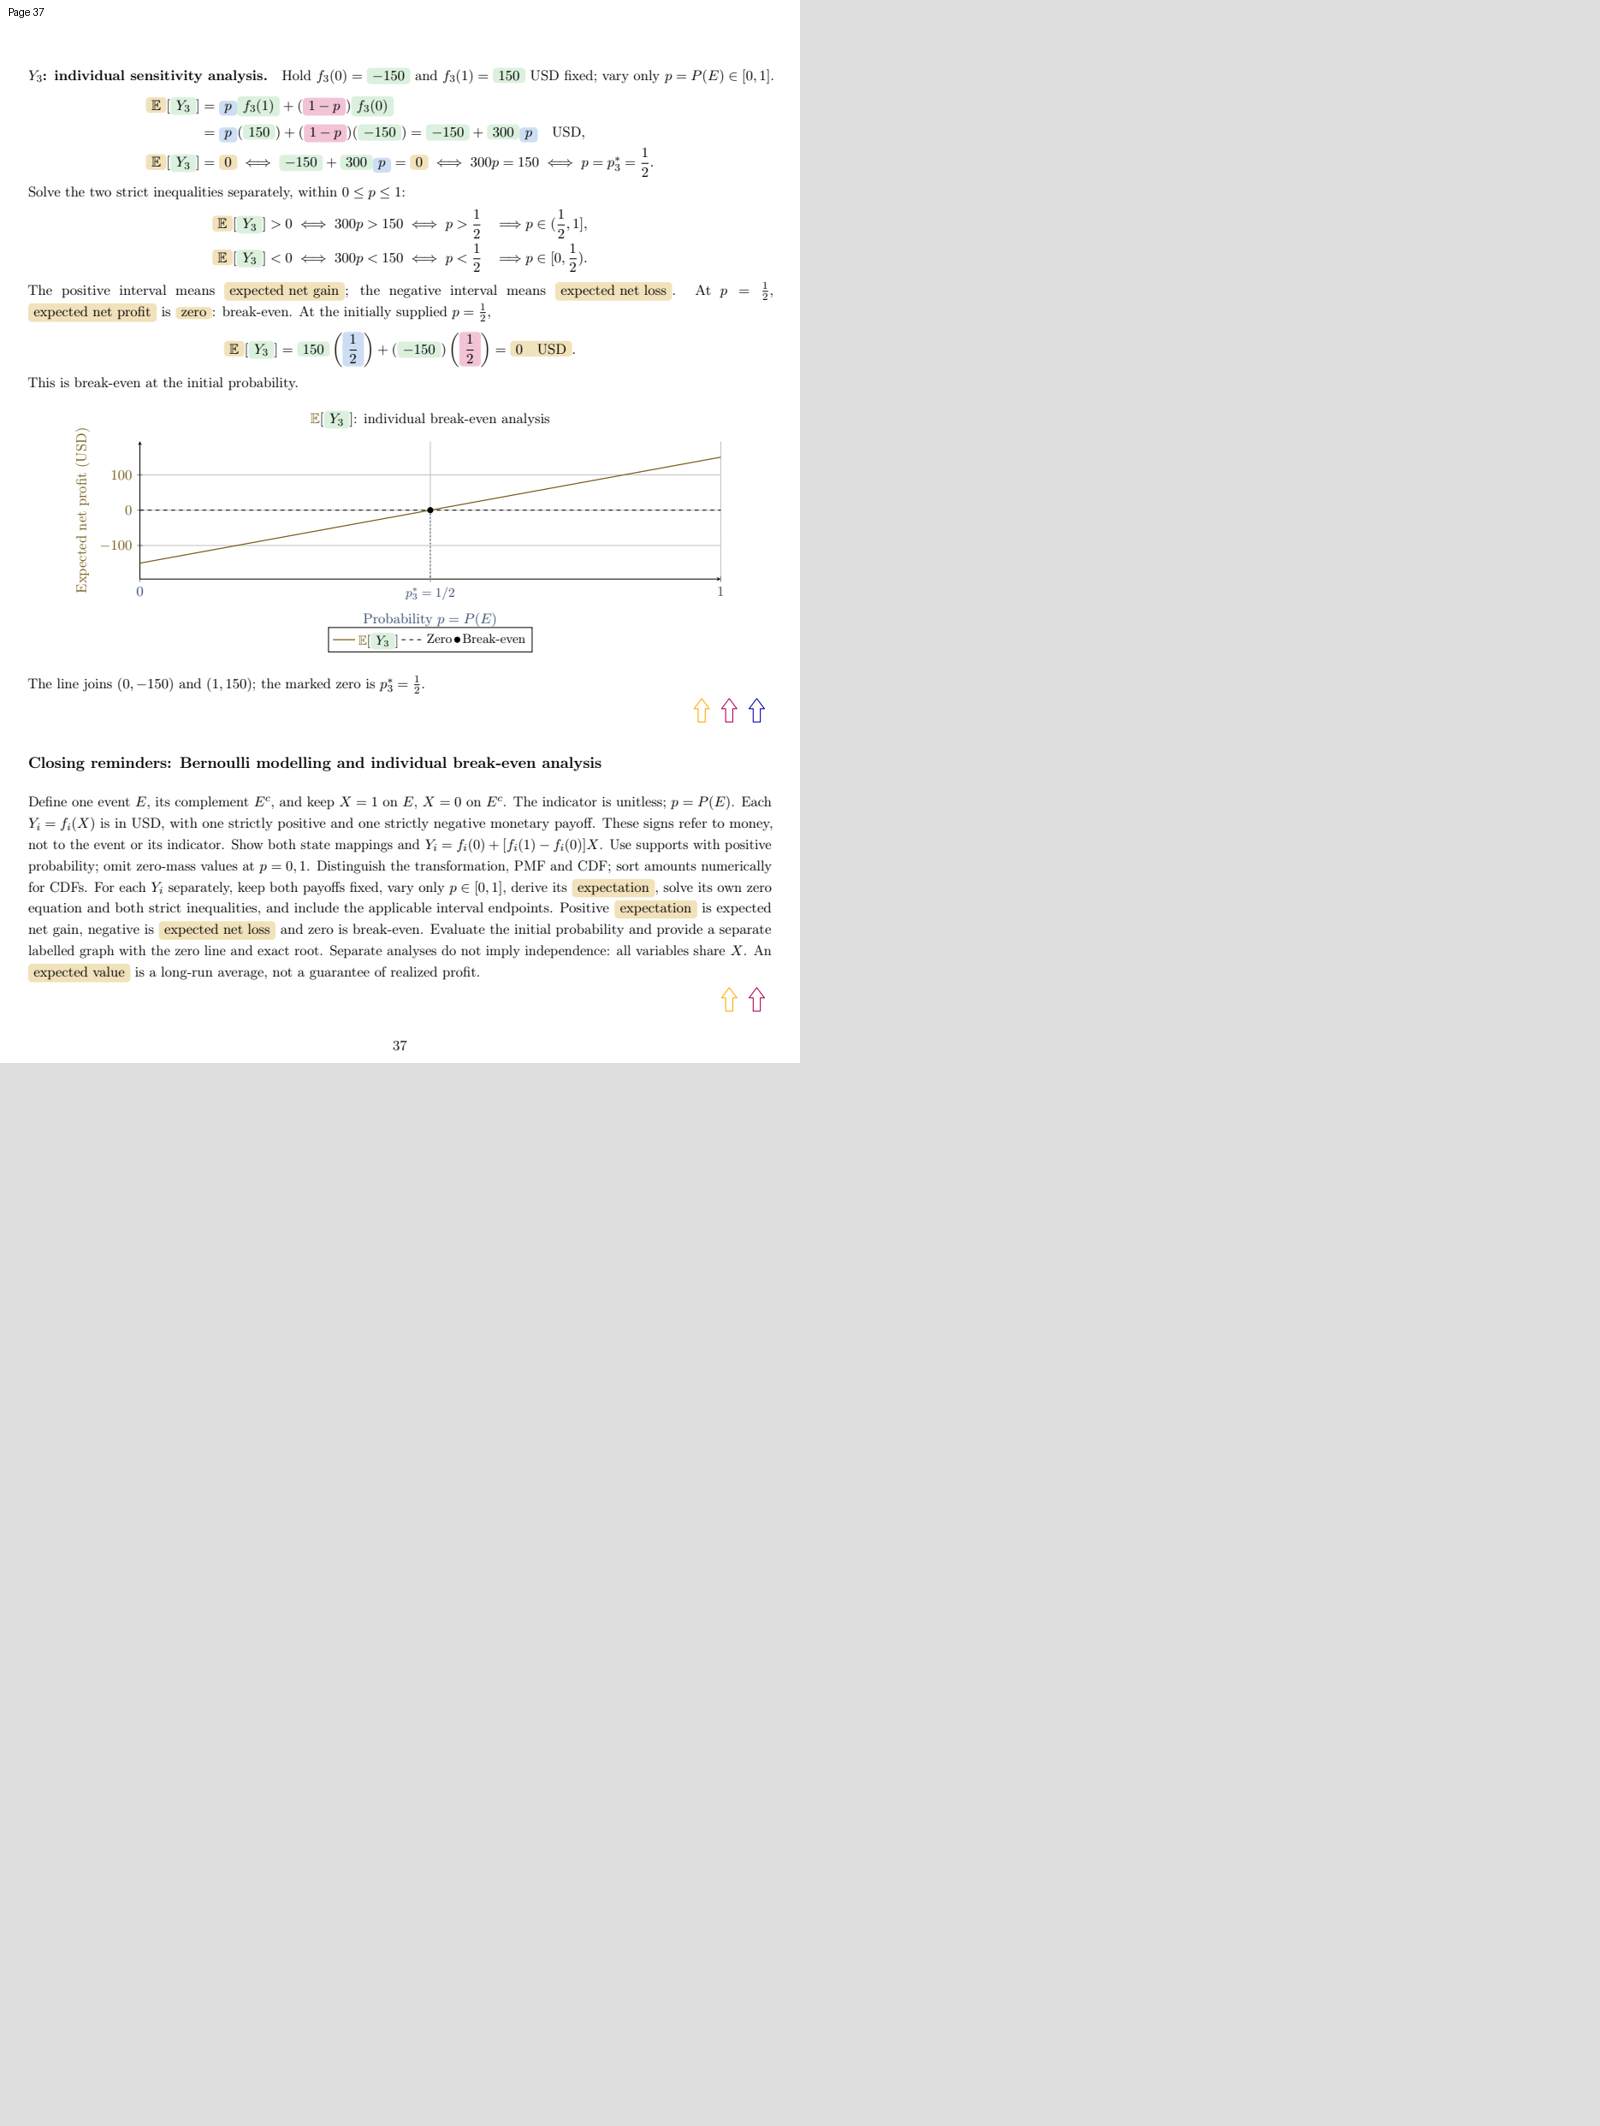 Page 37
Y₃: individual sensitivity analysis. Hold f₃(0) = −150 and f₃(1) = 150 USD fixed; vary only p = P(E) ∈ [0, 1].
𝔼[ Y₃ ] = p f₃(1) + ( 1 − p ) f₃(0)
= p ( 150 ) + ( 1 − p )( −150 ) = −150 + 300 p USD,
𝔼[ Y₃ ] = 0 ⟺ −150 + 300 p = 0 ⟺ 300p = 150 ⟺ p = p₃* = 1/2.
Solve the two strict inequalities separately, within 0 ≤ p ≤ 1:
𝔼[ Y₃ ] > 0 ⟺ 300p > 150 ⟺ p > 1/2 ⟹ p ∈ (1/2, 1],
𝔼[ Y₃ ] < 0 ⟺ 300p < 150 ⟺ p < 1/2 ⟹ p ∈ [0, 1/2).
The positive interval means expected net gain ; the negative interval means expected net loss . At p = 1/2,
expected net profit is zero : break-even. At the initially supplied p = 1/2,
𝔼[ Y₃ ] = 150 (1/2) + ( −150 ) (1/2) = 0 USD .
This is break-even at the initial probability.
𝔼[ Y₃ ]: individual break-even analysis
Expected net profit (USD)
100
0
−100
0
p₃* = 1/2
1
Probability p = P(E)
𝔼[ Y₃ ] Zero Break-even
The line joins (0, −150) and (1, 150); the marked zero is p₃* = 1/2.
Closing reminders: Bernoulli modelling and individual break-even analysis
Define one event E, its complement Eᶜ, and keep X = 1 on E, X = 0 on Eᶜ. The indicator is unitless; p = P(E). Each
Yᵢ = fᵢ(X) is in USD, with one strictly positive and one strictly negative monetary payoff. These signs refer to money,
not to the event or its indicator. Show both state mappings and Yᵢ = fᵢ(0) + [fᵢ(1) − fᵢ(0)]X. Use supports with positive
probability; omit zero-mass values at p = 0, 1. Distinguish the transformation, PMF and CDF; sort amounts numerically
for CDFs. For each Yᵢ separately, keep both payoffs fixed, vary only p ∈ [0, 1], derive its expectation , solve its own zero
equation and both strict inequalities, and include the applicable interval endpoints. Positive expectation is expected
net gain, negative is expected net loss and zero is break-even. Evaluate the initial probability and provide a separate
labelled graph with the zero line and exact root. Separate analyses do not imply independence: all variables share X. An
expected value is a long-run average, not a guarantee of realized profit.
37